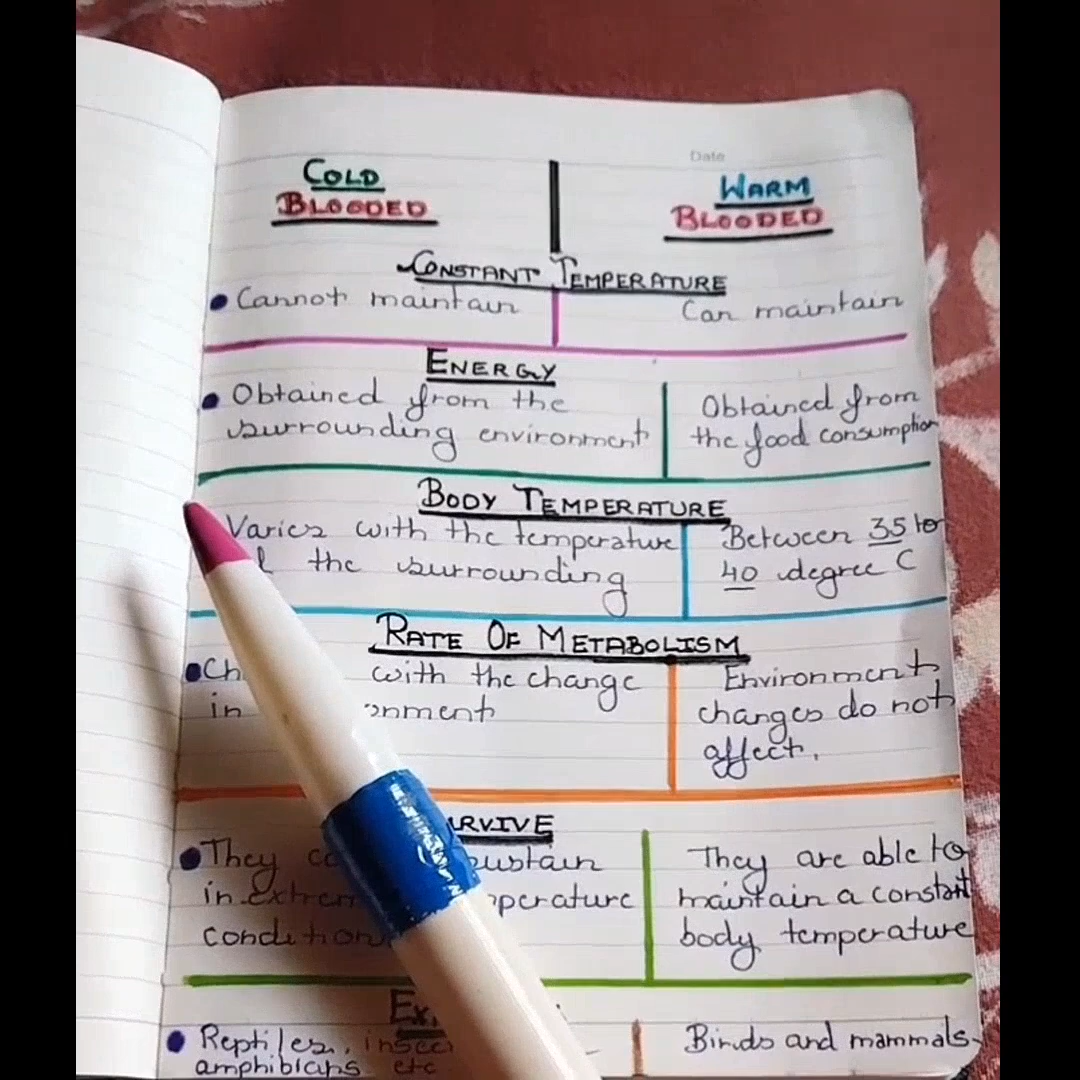 Date
COLD
BLOODED
WARM
BLOODED
CONSTANT TEMPERATURE
Cannot maintain
Can maintain
ENERGY
Obtained from the
surrounding environment
Obtained from
the food consumption
BODY TEMPERATURE
Varies with the temperature
the surrounding
Between 35 to
40 degree C
RATE OF METABOLISM
with the change
in
Environment
changes do not
affect.
They
sustain
in
condition
They are able to
maintain a constant
body temperature
Reptiles,
amphibians etc
Birds and mammals.